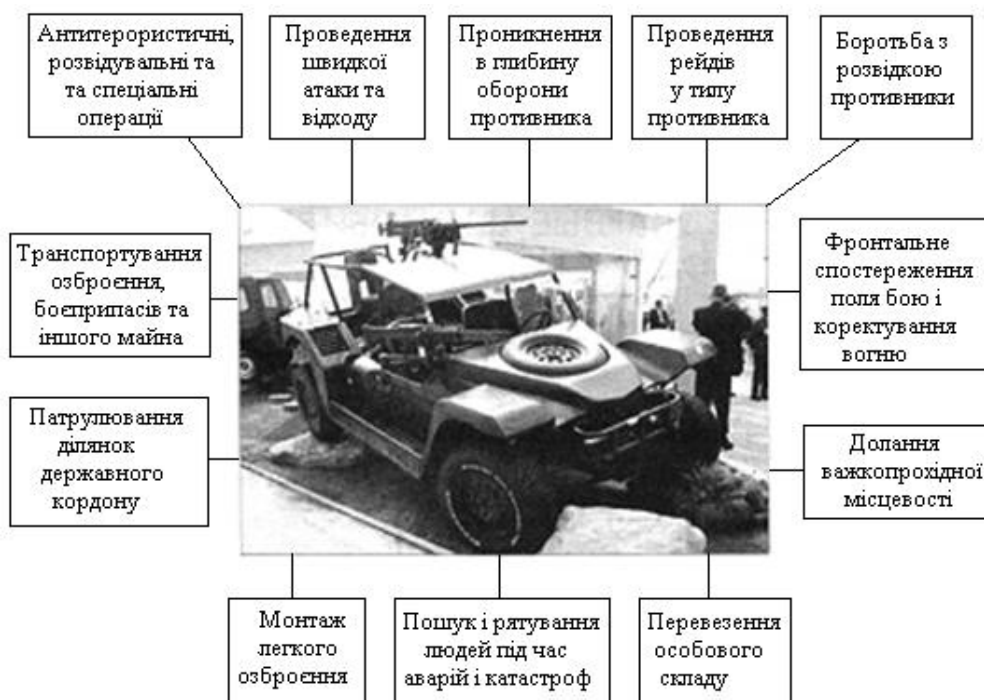 Антитерористичні,
розвідувальні та
та спеціальні
операції
Проведення
швидкої
атаки та
відходу
Проникнення
в глибину
оборони
противника
Проведення
рейдів
у тилу
противника
Боротьба з
розвідкою
противники
Транспортування
озброєння,
боєприпасів та
іншого майна
Фронтальне
спостереження
поля бою і
коректування
вогню
Патрулювання
ділянок
державного
кордону
Долання
важкопрохідної
місцевості
Монтаж
легкого
озброєння
Пошук і рятування
людей під час
аварій і катастроф
Перевезення
особового
складу